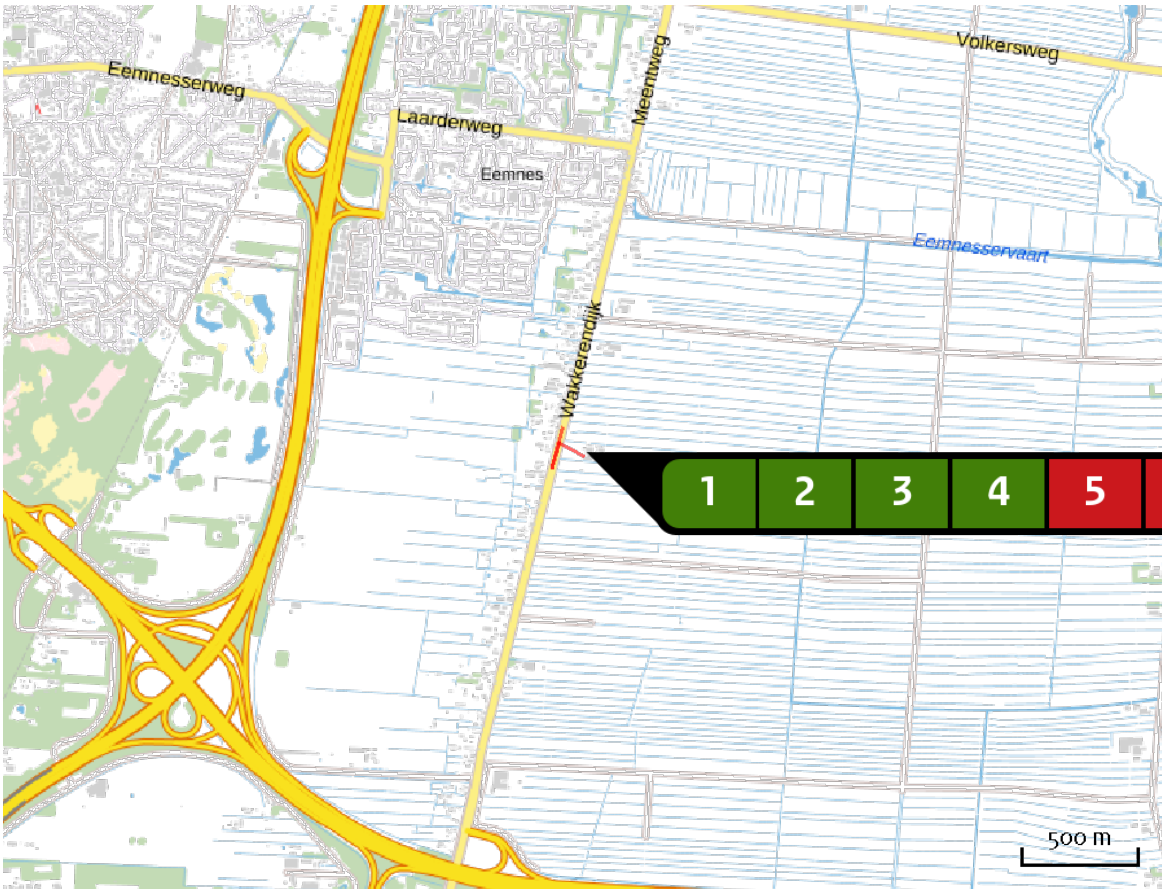 Volkersweg
Eemnesserweg
Meentweg
Laarderweg
Eemnes
Eemnesservaart
Wakkerendijk
1 2 3 4 5
500 m